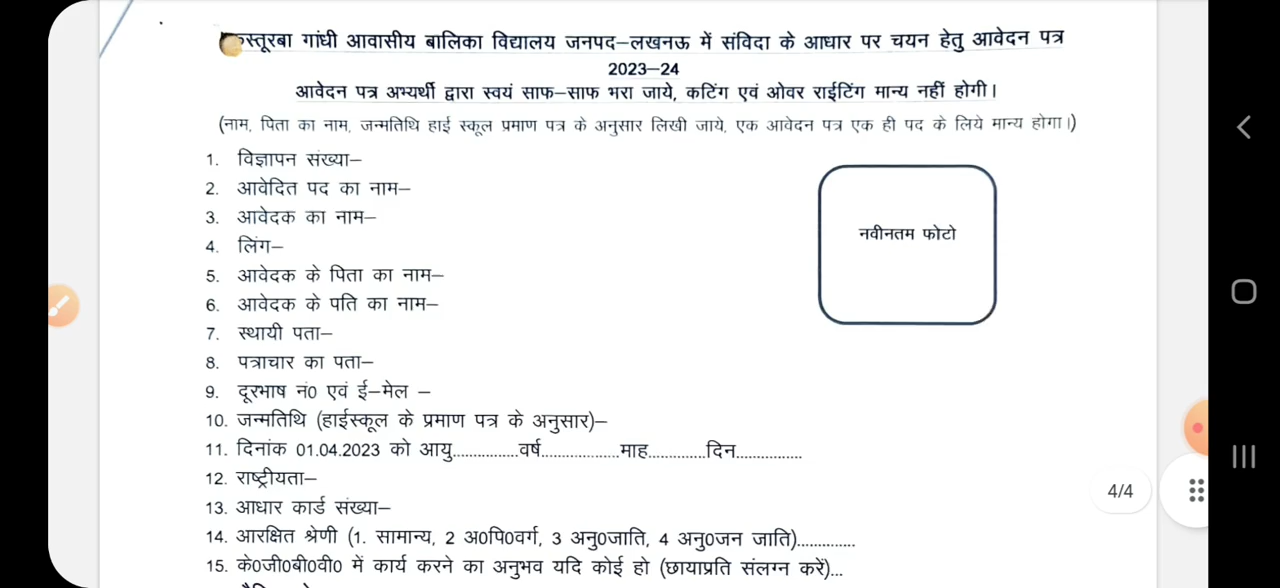 कस्तूरबा गांधी आवासीय बालिका विद्यालय जनपद–लखनऊ में संविदा के आधार पर चयन हेतु आवेदन पत्र
2023–24
आवेदन पत्र अभ्यर्थी द्वारा स्वयं साफ–साफ भरा जाये, कटिंग एवं ओवर राईटिंग मान्य नहीं होगी।
(नाम, पिता का नाम, जन्मतिथि हाई स्कूल प्रमाण पत्र के अनुसार लिखी जाये, एक आवेदन पत्र एक ही पद के लिये मान्य होगा।)
1. विज्ञापन संख्या–
2. आवेदित पद का नाम–
3. आवेदक का नाम–
नवीनतम फोटो
4. लिंग–
5. आवेदक के पिता का नाम–
6. आवेदक के पति का नाम–
7. स्थायी पता–
8. पत्राचार का पता–
9. दूरभाष नं0 एवं ई–मेल –
10. जन्मतिथि (हाईस्कूल के प्रमाण पत्र के अनुसार)–
11. दिनांक 01.04.2023 को आयु...............वर्ष..................माह.............दिन...............
12. राष्ट्रीयता–
13. आधार कार्ड संख्या–
4/4
14. आरक्षित श्रेणी (1. सामान्य, 2 अ0पि0वर्ग, 3 अनु0जाति, 4 अनु0जन जाति).............
15. के0जी0बी0वी0 में कार्य करने का अनुभव यदि कोई हो (छायाप्रति संलग्न करें)...